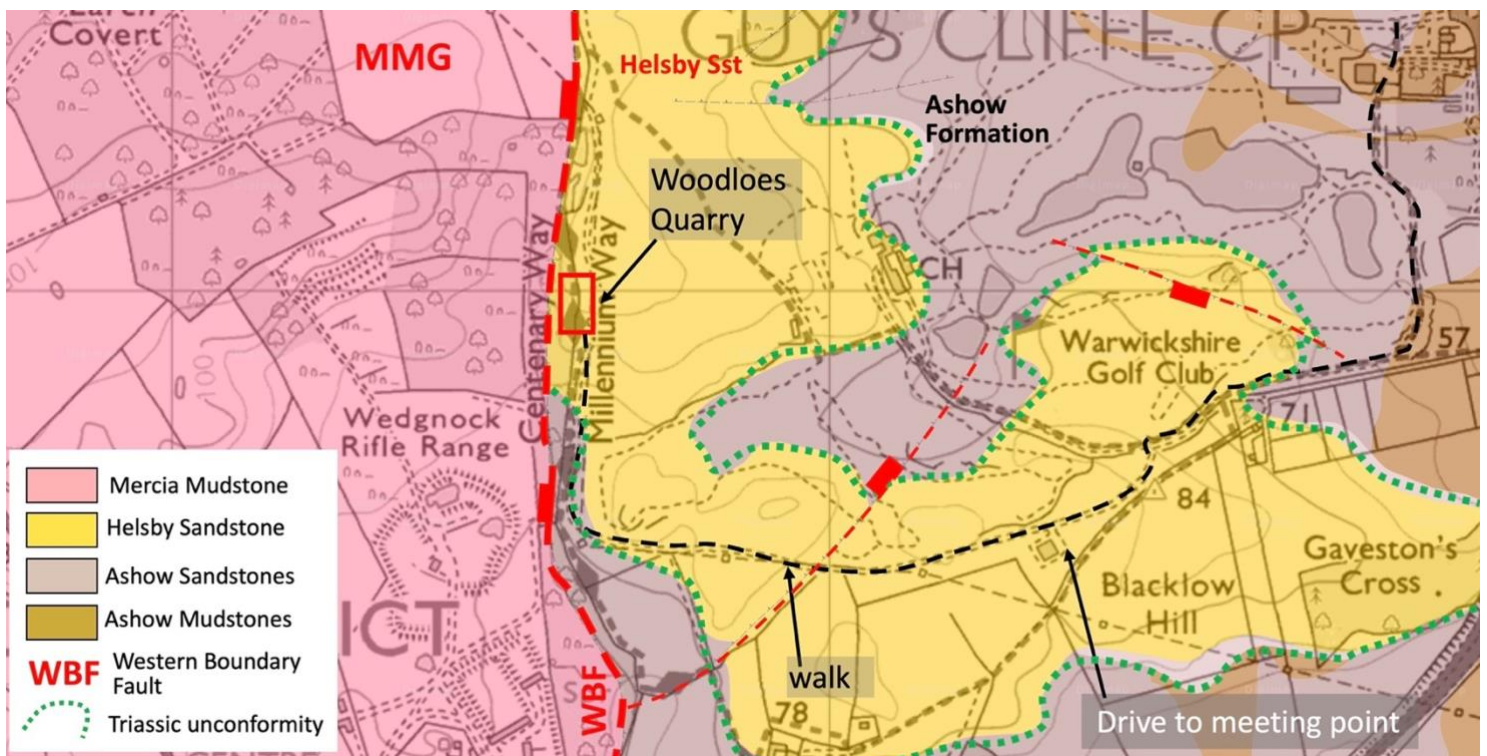 Covert
MMG
GUY'S CLIFFE CP
Helsby Sst
Ashow
Formation
Woodloes
Quarry
Centenary Way
Millennium Way
CH
Warwickshire
Golf Club
57
71
100
Wedgnock
Rifle Range
84
Gaveston's
Cross
Blacklow
Hill
ICT
WBF
walk
78
Drive to meeting point
Mercia Mudstone
Helsby Sandstone
Ashow Sandstones
Ashow Mudstones
WBF Western Boundary
Fault
Triassic unconformity